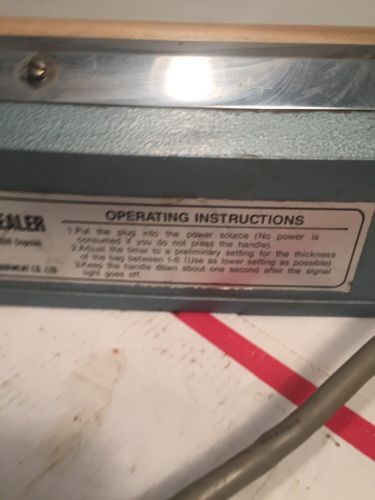 EALER
OPERATING INSTRUCTIONS
1.Put the plug into the power source (No power is
consumed if you do not press the handle).
2.Adjust the timer to a preliminary setting for the thickness
of the bag between 1-8. (Use as lower setting as possible)
3.Keep the handle down about one second after the signal
light goes off.